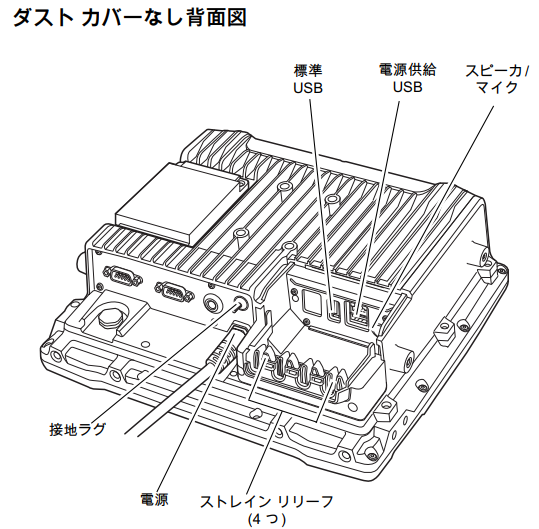 ダスト カバーなし背面図
標準
USB
電源供給
USB
スピーカ/
マイク
接地ラグ
電源
ストレイン リリーフ
(4 つ)